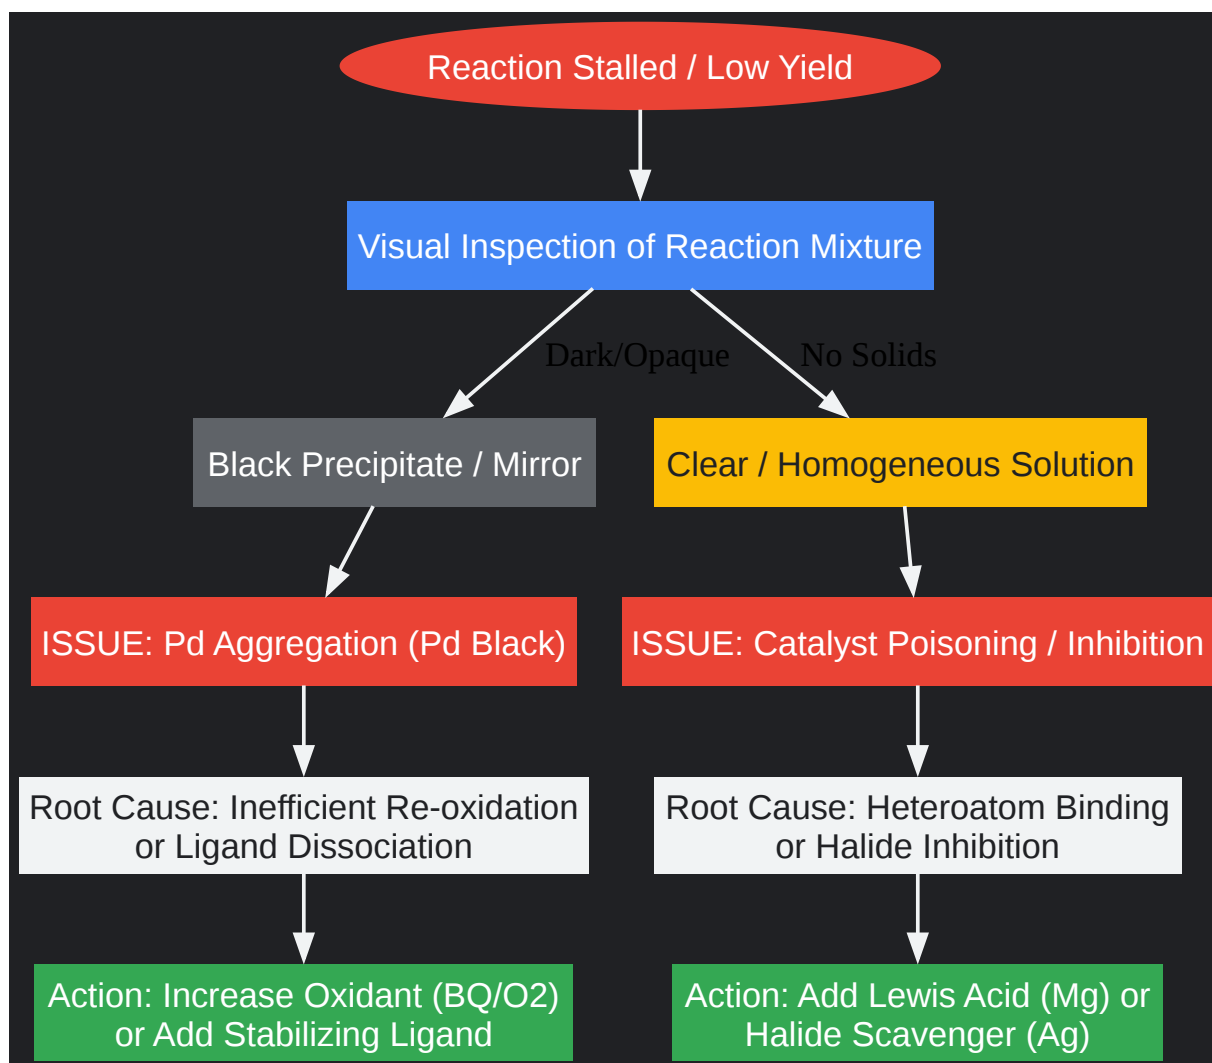 Reaction Stalled / Low Yield
Visual Inspection of Reaction Mixture
Dark/Opaque
No Solids
Black Precipitate / Mirror
Clear / Homogeneous Solution
ISSUE: Pd Aggregation (Pd Black)
ISSUE: Catalyst Poisoning / Inhibition
Root Cause: Inefficient Re-oxidation
or Ligand Dissociation
Root Cause: Heteroatom Binding
or Halide Inhibition
Action: Increase Oxidant (BQ/O2)
or Add Stabilizing Ligand
Action: Add Lewis Acid (Mg) or
Halide Scavenger (Ag)